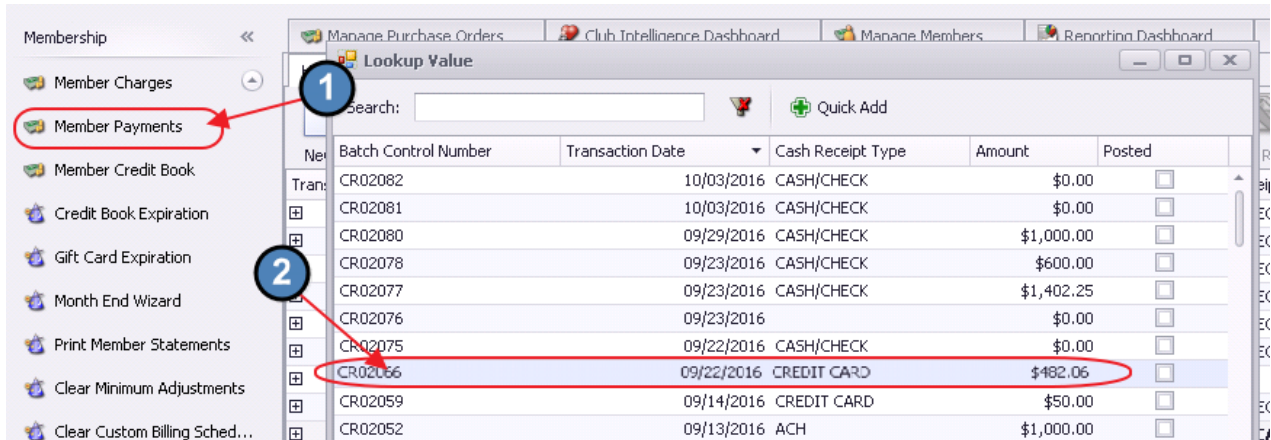 Membership «
Member Charges
Member Payments
Member Credit Book
Credit Book Expiration
Gift Card Expiration
Month End Wizard
Print Member Statements
Clear Minimum Adjustments
Clear Custom Billing Sched...
Manage Purchase Orders Club Intelligence Dashboard Manage Members Reporting Dashboard
Lookup Value
1
Search: Quick Add
Batch Control Number Transaction Date Cash Receipt Type Amount Posted
CR02082 10/03/2016 CASH/CHECK $0.00
CR02081 10/03/2016 CASH/CHECK $0.00
CR02080 09/29/2016 CASH/CHECK $1,000.00
CR02078 09/23/2016 CASH/CHECK $600.00
2
CR02077 09/23/2016 CASH/CHECK $1,402.25
CR02076 09/23/2016 $0.00
CR02075 09/22/2016 CASH/CHECK $0.00
CR02066 09/22/2016 CREDIT CARD $482.06
CR02059 09/14/2016 CREDIT CARD $50.00
CR02052 09/13/2016 ACH $1,000.00